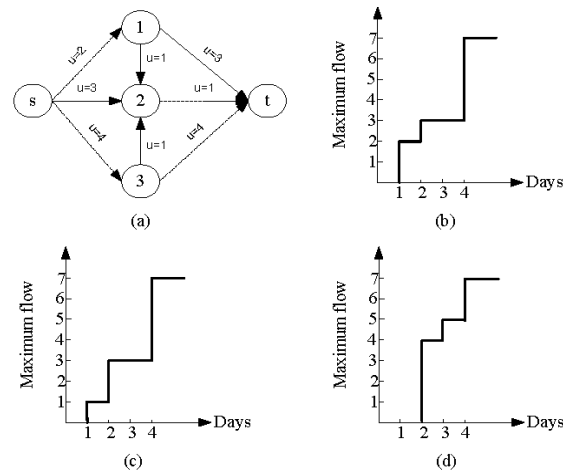 1
u=2
u=1
u=3
s
u=3
2
u=1
t
u=4
u=1
u=4
3
(a)
Maximum flow
7
6
5
4
3
2
1
1 2 3 4
Days
(b)
Maximum flow
7
6
5
4
3
2
1
1 2 3 4
Days
(c)
Maximum flow
7
6
5
4
3
2
1
1 2 3 4
Days
(d)